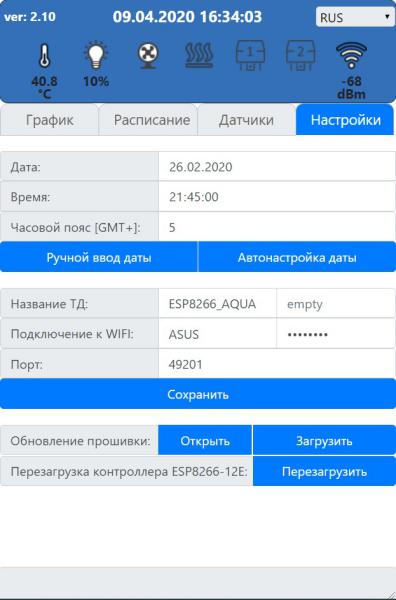 ver: 2.10 09.04.2020 16:34:03 RUS
1 2
40.8 °C 10% -68 dBm
График Расписание Датчики Настройки
Дата: 26.02.2020
Время: 21:45:00
Часовой пояс [GMT+]: 5
Ручной ввод даты Автонастройка даты
Название ТД: ESP8266_AQUA empty
Подключение к WIFI: ASUS ••••••••
Порт: 49201
Сохранить
Обновление прошивки: Открыть Загрузить
Перезагрузка контроллера ESP8266-12E: Перезагрузить